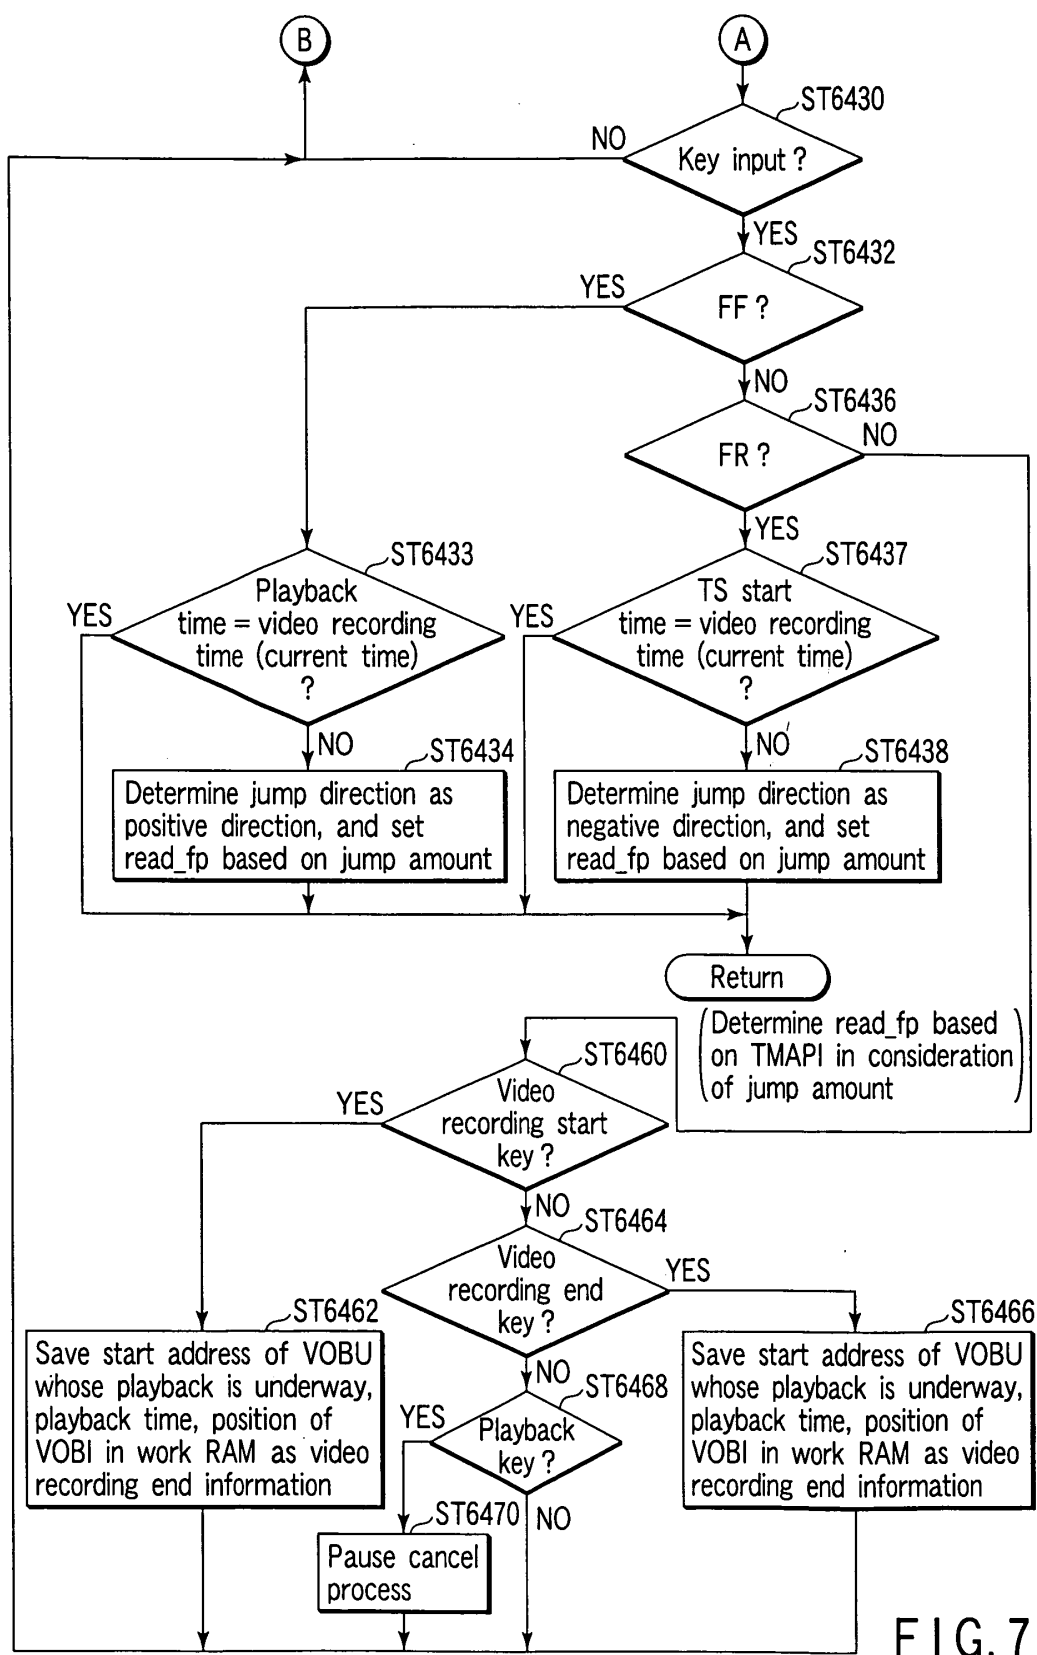 B
A
ST6430
NO
Key input ?
YES
ST6432
YES
FF ?
NO
ST6436
NO
FR ?
YES
ST6433
ST6437
YES
Playback
time = video recording
time (current time)
?
YES
TS start
time = video recording
time (current time)
?
NO
ST6434
NO
ST6438
Determine jump direction as
positive direction, and set
read_fp based on jump amount
Determine jump direction as
negative direction, and set
read_fp based on jump amount
Return
(Determine read_fp based
on TMAPI in consideration
of jump amount)
ST6460
YES
Video
recording start
key ?
NO
ST6464
Video
recording end
key ?
YES
ST6462
ST6466
Save start address of VOBU
whose playback is underway,
playback time, position of
VOBI in work RAM as video
recording end information
Save start address of VOBU
whose playback is underway,
playback time, position of
VOBI in work RAM as video
recording end information
NO
ST6468
YES
Playback
key ?
ST6470
NO
Pause cancel
process
FIG. 7